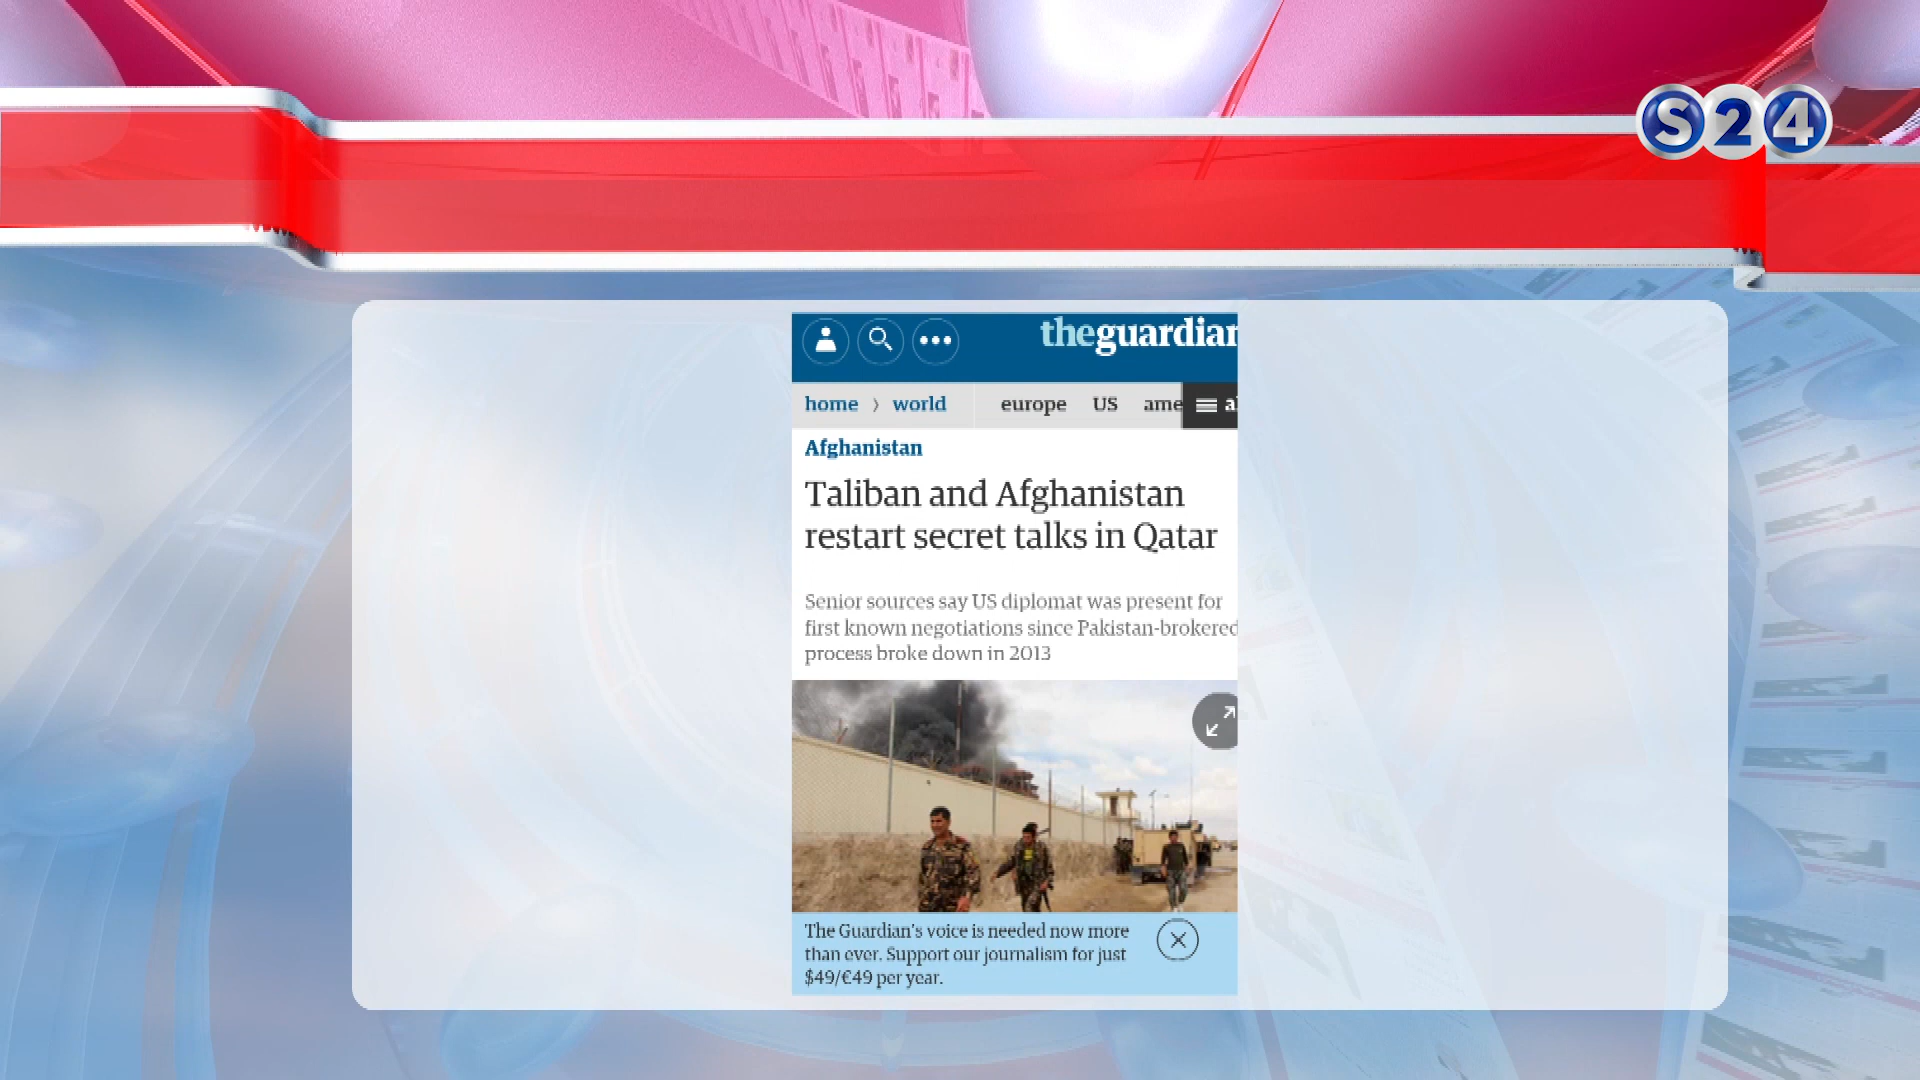 S24
theguardian
home › world europe US ame al
Afghanistan
Taliban and Afghanistan
restart secret talks in Qatar
Senior sources say US diplomat was present for
first known negotiations since Pakistan-brokered
process broke down in 2013
The Guardian's voice is needed now more
than ever. Support our journalism for just
$49/€49 per year.